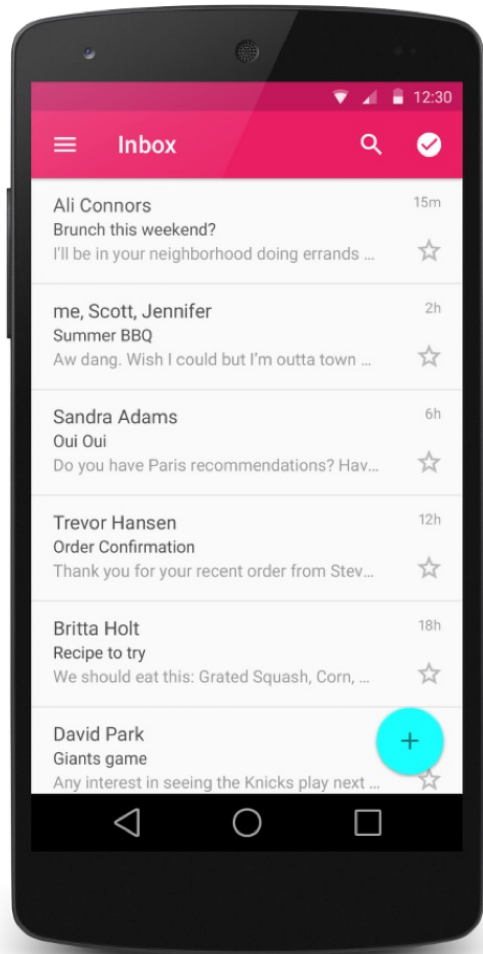 12:30
Inbox
Ali Connors 15m
Brunch this weekend?
I'll be in your neighborhood doing errands ...
me, Scott, Jennifer 2h
Summer BBQ
Aw dang. Wish I could but I'm outta town ...
Sandra Adams 6h
Oui Oui
Do you have Paris recommendations? Hav...
Trevor Hansen 12h
Order Confirmation
Thank you for your recent order from Stev...
Britta Holt 18h
Recipe to try
We should eat this: Grated Squash, Corn, ...
David Park
Giants game
Any interest in seeing the Knicks play next ...